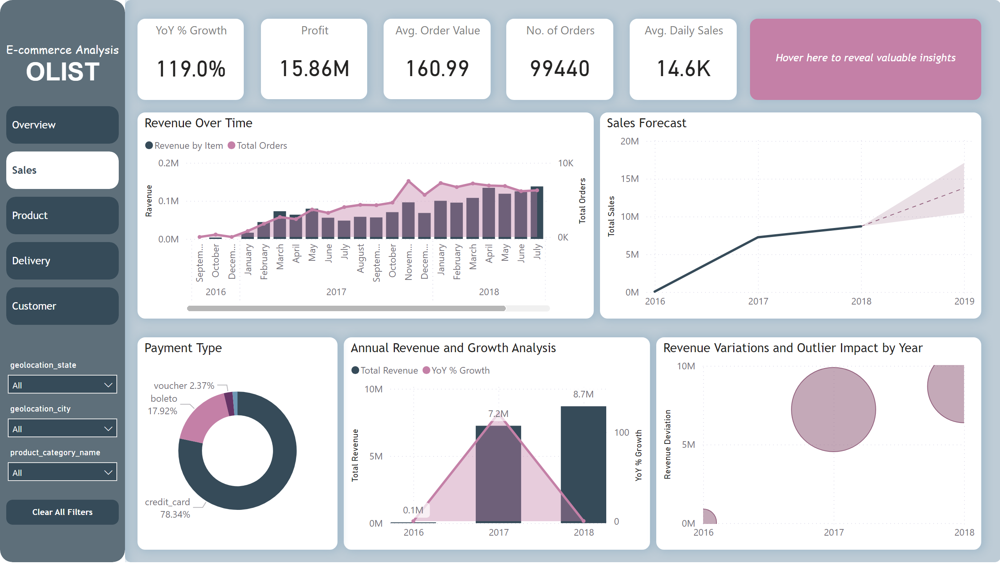 E-commerce Analysis
OLIST
Overview
Sales
Product
Delivery
Customer
geolocation_state
All
geolocation_city
All
product_category_name
All
Clear All Filters
YoY % Growth
119.0%
Profit
15.86M
Avg. Order Value
160.99
No. of Orders
99440
Avg. Daily Sales
14.6K
Hover here to reveal valuable insights
Revenue Over Time
Revenue by Item Total Orders
0.2M
0.1M
0.0M
Ravenue
10K
0K
Total Orders
Septem...
October
Decem...
January
February
March
April
May
June
July
August
Septem...
October
Novem...
Decem...
January
February
March
April
May
June
July
2016 2017 2018
Sales Forecast
20M
15M
10M
5M
0M
Total Sales
2016 2017 2018 2019
Payment Type
voucher 2.37%
boleto
17.92%
credit_card
78.34%
Annual Revenue and Growth Analysis
Total Revenue YoY % Growth
10M
5M
0M
Total Revenue
0.1M
7.2M
8.7M
100
0
YoY % Growth
2016 2017 2018
Revenue Variations and Outlier Impact by Year
10M
5M
0M
Revenue Deviation
2016 2017 2018